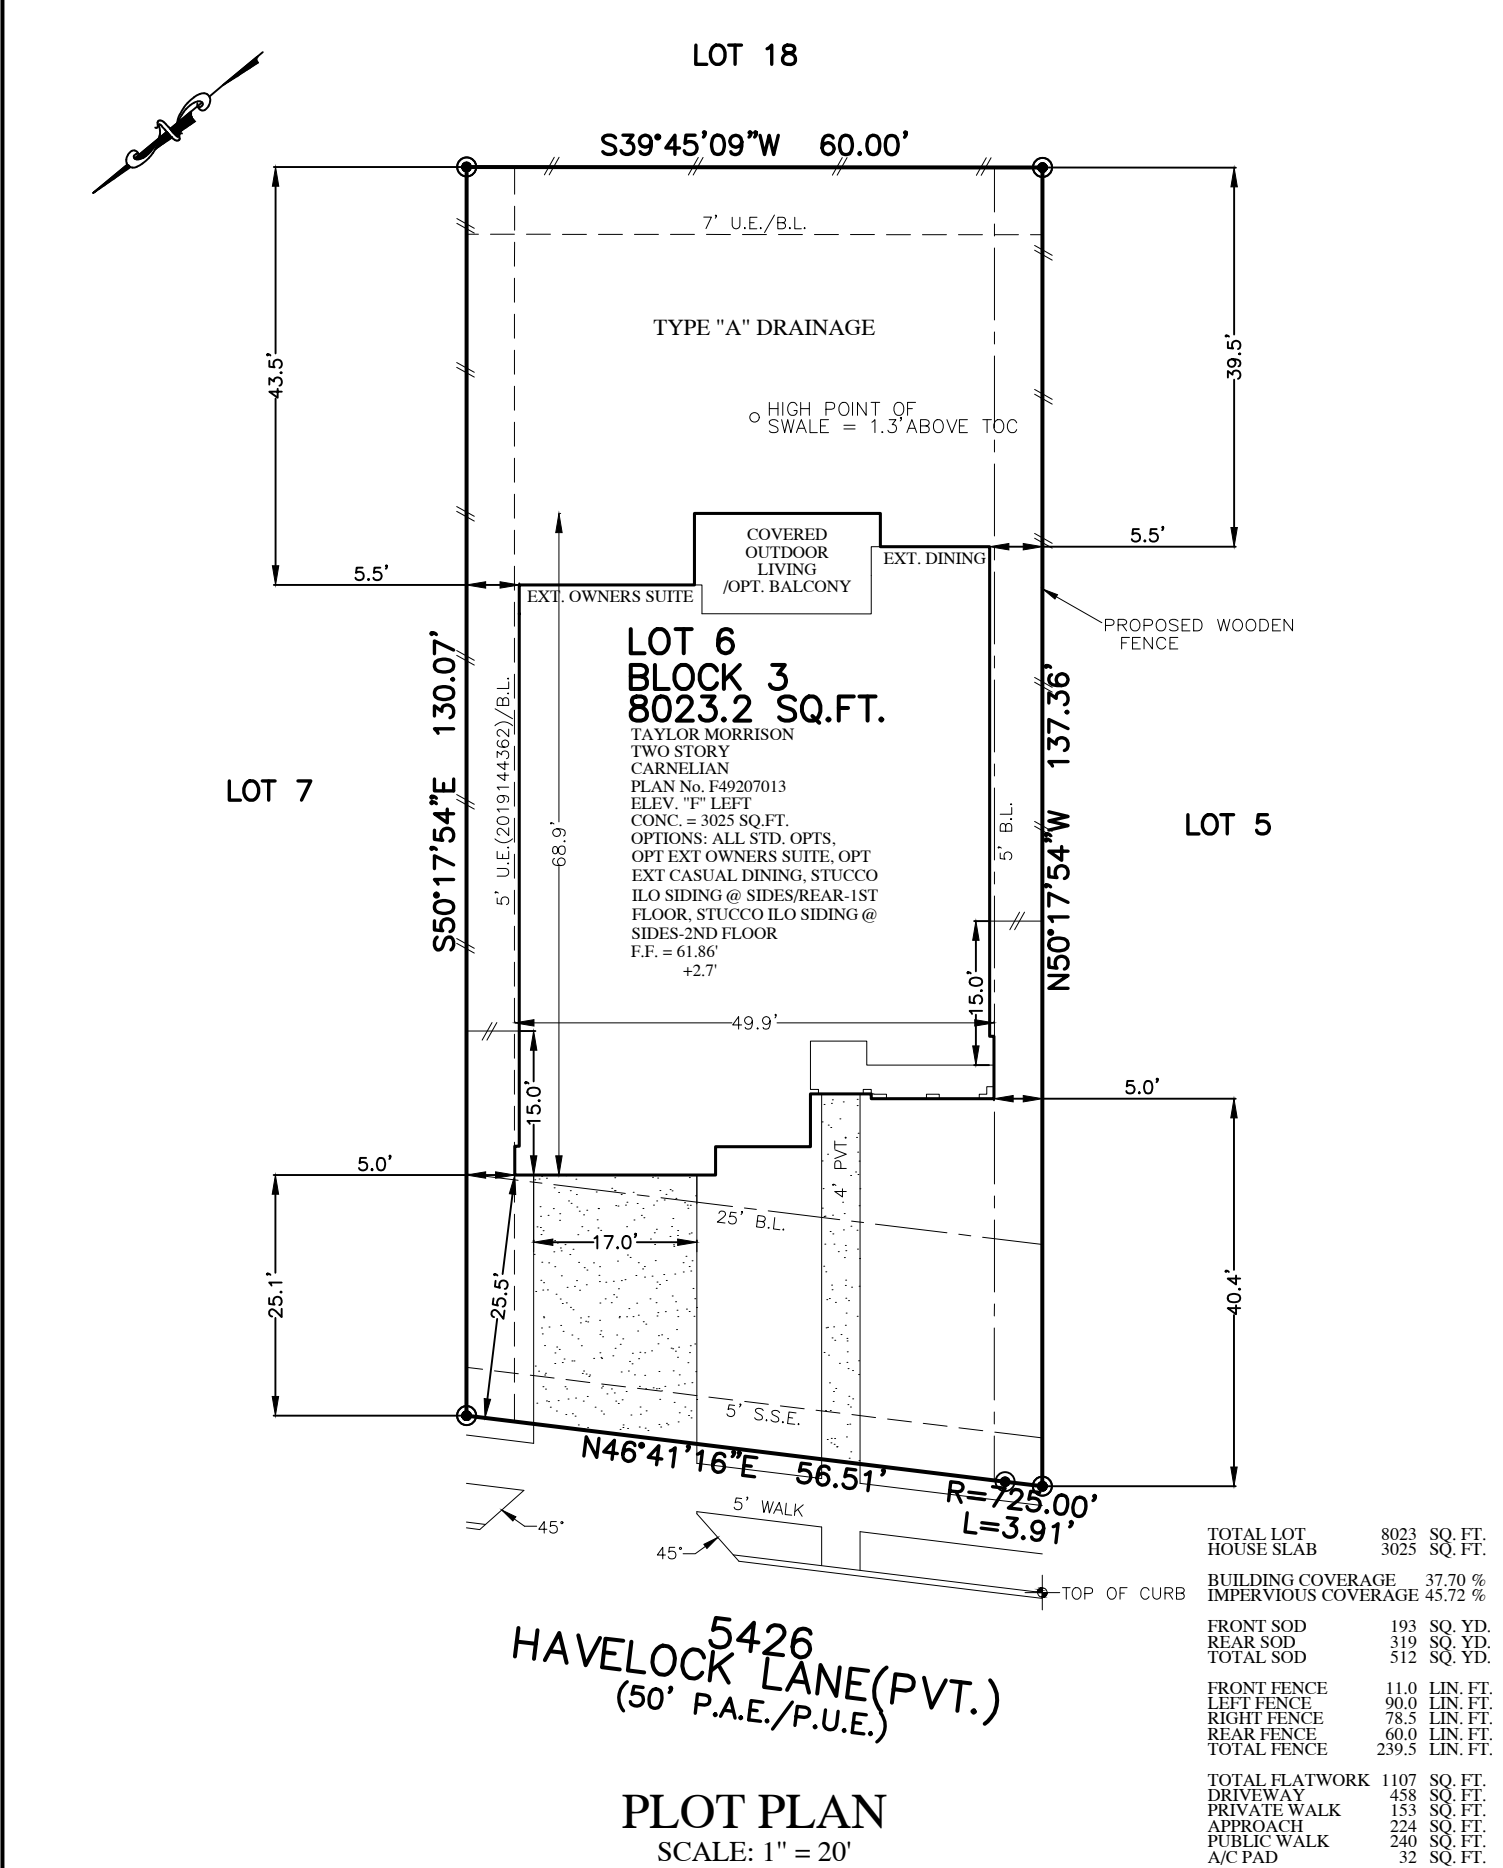 LOT 18
S39°45'09"W 60.00'
7' U.E./B.L.
TYPE "A" DRAINAGE
43.5'
39.5'
HIGH POINT OF
SWALE = 1.3'ABOVE TOC
COVERED
OUTDOOR
LIVING
/OPT. BALCONY
EXT. DINING
5.5'
5.5'
EXT. OWNERS SUITE
PROPOSED WOODEN
FENCE
LOT 6
BLOCK 3
8023.2 SQ.FT.
TAYLOR MORRISON
TWO STORY
CARNELIAN
PLAN No. F49207013
ELEV. "F" LEFT
CONC. = 3025 SQ.FT.
OPTIONS: ALL STD. OPTS,
OPT EXT OWNERS SUITE, OPT
EXT CASUAL DINING, STUCCO
ILO SIDING @ SIDES/REAR-1ST
FLOOR, STUCCO ILO SIDING @
SIDES-2ND FLOOR
F.F. = 61.86'
+2.7'
S50°17'54"E 130.07'
5' U.E.(2019144362)/B.L.
68.9'
5' B.L.
N50°17'54"W 137.36'
LOT 7
LOT 5
15.0'
49.9'
15.0'
5.0'
5.0'
4' PVT.
25' B.L.
17.0'
25.1'
25.5'
40.4'
5' S.S.E.
N46°41'16"E 56.51'
R=725.00'
L=3.91'
5' WALK
45°
45°
TOP OF CURB
5426
HAVELOCK LANE(PVT.)
(50' P.A.E./P.U.E.)
PLOT PLAN
SCALE: 1" = 20'
TOTAL LOT 8023 SQ. FT.
HOUSE SLAB 3025 SQ. FT.
BUILDING COVERAGE 37.70 %
IMPERVIOUS COVERAGE 45.72 %
FRONT SOD 193 SQ. YD.
REAR SOD 319 SQ. YD.
TOTAL SOD 512 SQ. YD.
FRONT FENCE 11.0 LIN. FT.
LEFT FENCE 90.0 LIN. FT.
RIGHT FENCE 78.5 LIN. FT.
REAR FENCE 60.0 LIN. FT.
TOTAL FENCE 239.5 LIN. FT.
TOTAL FLATWORK 1107 SQ. FT.
DRIVEWAY 458 SQ. FT.
PRIVATE WALK 153 SQ. FT.
APPROACH 224 SQ. FT.
PUBLIC WALK 240 SQ. FT.
A/C PAD 32 SQ. FT.